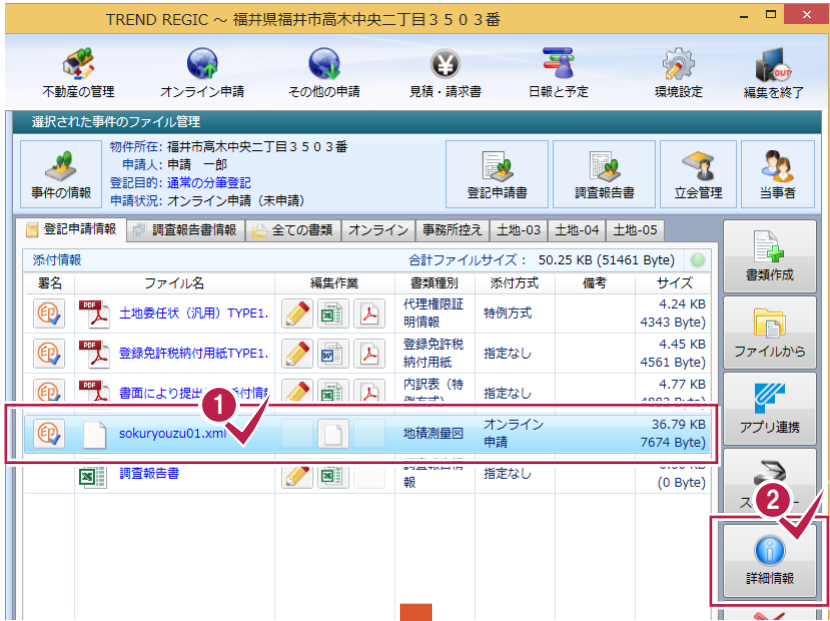 TREND REGIC ～ 福井県福井市高木中央二丁目３５０３番
不動産の管理
オンライン申請
その他の申請
見積・請求書
日報と予定
環境設定
OUT
編集を終了
選択された事件のファイル管理
事件の情報
物件所在: 福井市高木中央二丁目３５０３番
申請人: 申請　一郎
登記目的: 通常の分筆登記
申請状況: オンライン申請（未申請）
登記申請書
調査報告書
立会管理
当事者
登記申請情報
調査報告書情報
全ての書類
オンライン
事務所控え
土地-03
土地-04
土地-05
添付情報
合計ファイルサイズ： 50.25 KB (51461 Byte)
署名 ファイル名 編集作業 書類種別 添付方式 備考 サイズ
印 PDF 土地委任状（汎用）TYPE1. 代理権限証明情報 特例方式 4.24 KB
4343 Byte)
印 PDF 登録免許税納付用紙TYPE1. 登録免許税納付用紙 指定なし 4.45 KB
4561 Byte)
印 PDF 書面により提出 付情 内訳表（特 指定なし 4.77 KB
1
印 sokuryouzu01.xml 地積測量図 オンライン申請 36.79 KB
7674 Byte)
調査報告書 報 指定なし
(0 Byte)
書類作成
ファイルから
アプリ連携
ス
2
詳細情報